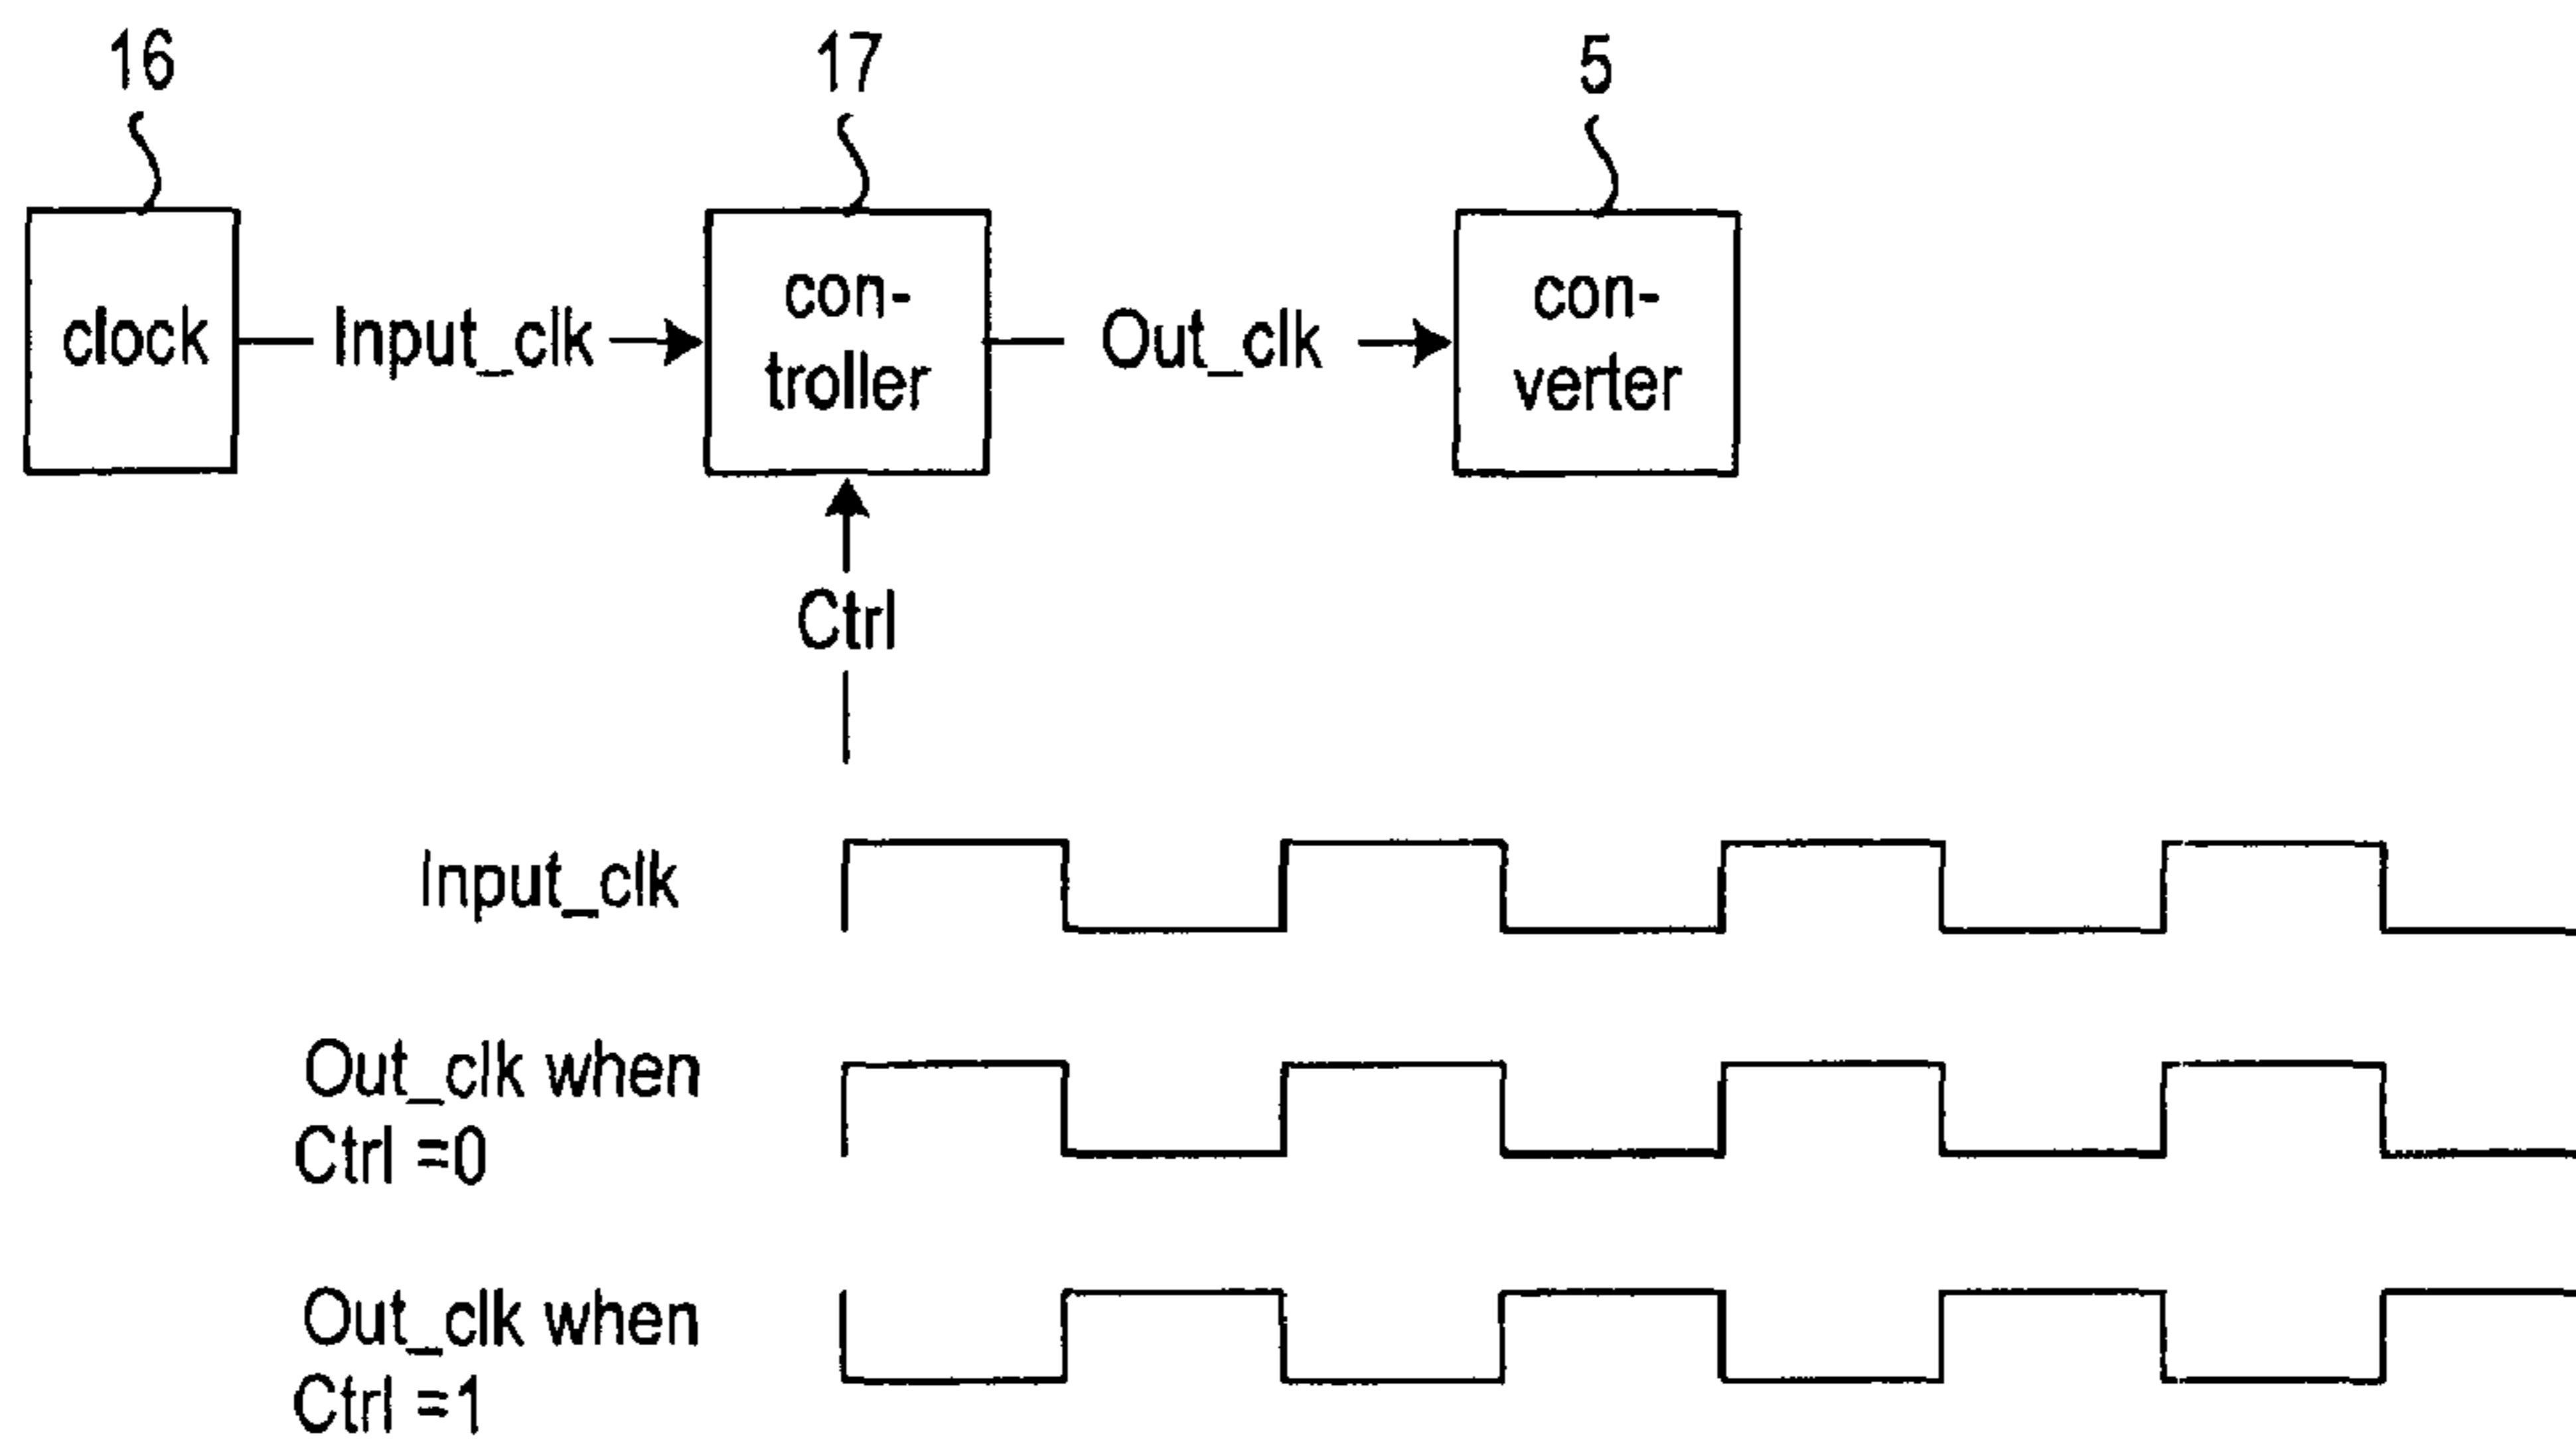 16
17
5
clock
Input_clk
con-
troller
Out_clk
con-
verter
Ctrl
Input_clk
Out_clk when
Ctrl =0
Out_clk when
Ctrl =1